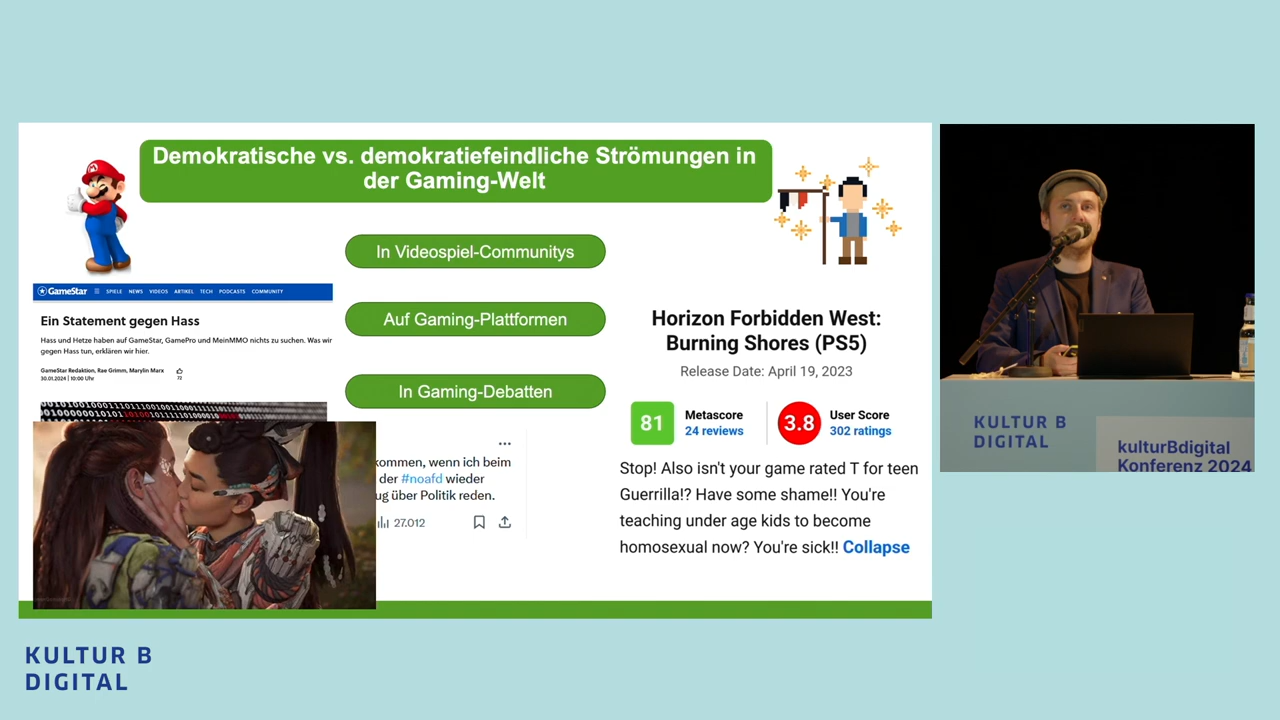 Demokratische vs. demokratiefeindliche Strömungen in
der Gaming-Welt
In Videospiel-Communitys
Auf Gaming-Plattformen
In Gaming-Debatten
GameStar SPIELE NEWS VIDEOS ARTIKEL TECH PODCASTS COMMUNITY
Ein Statement gegen Hass
Hass und Hetze haben auf GameStar, GamePro und MeinMMO nichts zu suchen. Was wir
gegen Hass tun, erklären wir hier.
GameStar Redaktion, Rae Grimm, Marylin Marx
30.01.2024 | 10:00 Uhr
72
kommen, wenn ich beim
der #noafd wieder
ug über Politik reden.
27.012
Horizon Forbidden West:
Burning Shores (PS5)
Release Date: April 19, 2023
81 Metascore
24 reviews
3.8 User Score
302 ratings
Stop! Also isn't your game rated T for teen
Guerrilla!? Have some shame!! You're
teaching under age kids to become
homosexual now? You're sick!! Collapse
KULTUR B
DIGITAL
kulturBdigital
Konferenz 2024
KULTUR B
DIGITAL